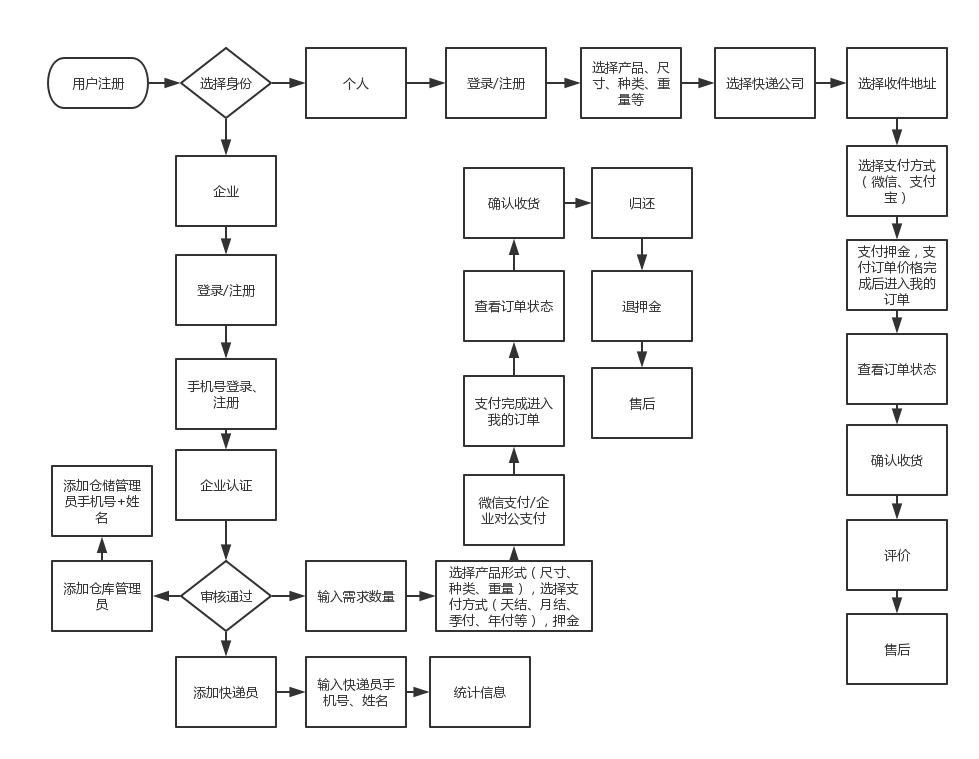 用户注册
选择身份
个人
登录/注册
选择产品、尺
寸、种类、重
量等
选择快递公司
选择收件地址
企业
登录/注册
手机号登录、
注册
企业认证
审核通过
添加仓库管理
员
添加仓储管理
员手机号+姓
名
添加快递员
输入快递员手
机号、姓名
统计信息
输入需求数量
选择产品形式（尺寸、
种类、重量），选择支
付方式（天结、月结、
季付、年付等），押金
微信支付/企
业对公支付
支付完成进入
我的订单
查看订单状态
确认收货
归还
退押金
售后
选择支付方式
（微信、支付
宝）
支付押金，支
付订单价格完
成后进入我的
订单
查看订单状态
确认收货
评价
售后